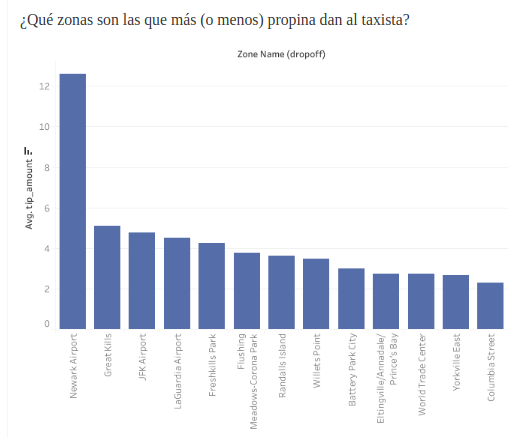 ¿Qué zonas son las que más (o menos) propina dan al taxista?
Zone Name (dropoff)
Avg. tip_amount
12
10
8
6
4
2
0
Newark Airport
Great Kills
JFK Airport
LaGuardia Airport
Freshkills Park
Flushing
Meadows-Corona Park
Randalls Island
Willets Point
Battery Park City
Eltingville/Annadale/
Prince's Bay
World Trade Center
Yorkville East
Columbia Street